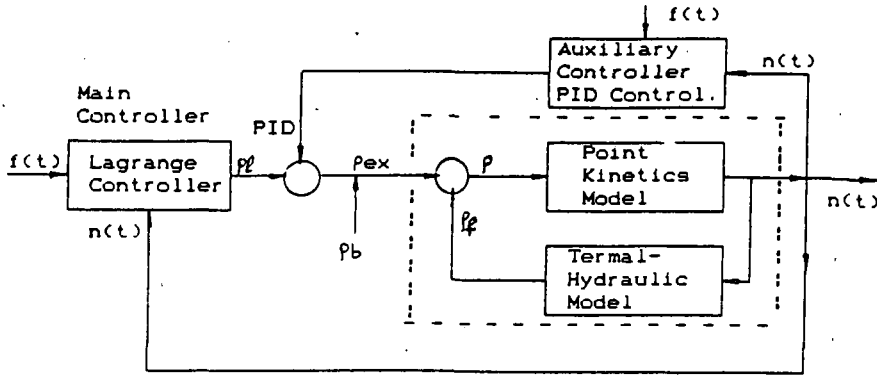 f(t)
Auxiliary
Controller
PID Control.
n(t)
Main
Controller
PID
f(t)
Lagrange
Controller
ρl
ρex
ρ
Point
Kinetics
Model
n(t)
n(t)
ρb
ρf
Termal-
Hydraulic
Model